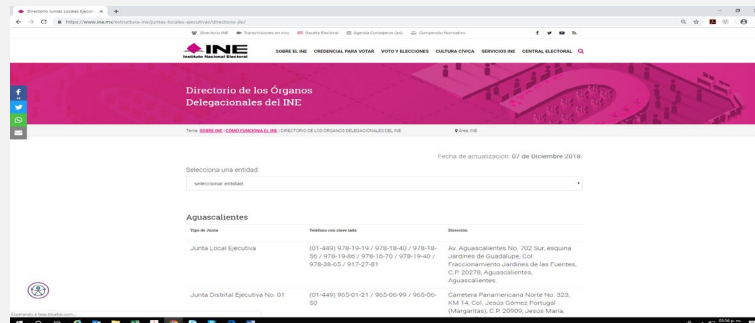 Directorio Juntas Locales Ejecuti
https://www.ine.mx/estructura-ine/juntas-locales-ejecutivas/directorio-jle/
Directorio INE Transmisiones en vivo Gaceta Electoral Agenda Consejeros (as) Compendio Normativo
INE
Instituto Nacional Electoral
SOBRE EL INE CREDENCIAL PARA VOTAR VOTO Y ELECCIONES CULTURA CÍVICA SERVICIOS INE CENTRAL ELECTORAL
Directorio de los Órganos
Delegacionales del INE
Tema: SOBRE INE / CÓMO FUNCIONA EL INE / DIRECTORIO DE LOS ÓRGANOS DELEGACIONALES DEL INE Área: INE
Fecha de actualización: 07 de Diciembre 2018.
Selecciona una entidad:
seleccionar entidad
Aguascalientes
Tipo de Junta Teléfono con clave lada Dirección
Junta Local Ejecutiva (01-449) 978-19-19 / 978-18-40 / 978-18- Av. Aguascalientes No. 702 Sur, esquina
56 / 978-19-86 / 978-16-70 / 978-19-40 / Jardines de Guadalupe, Col.
978-38-65 / 917-27-81 Fraccionamiento Jardines de las Fuentes,
C.P. 20278, Aguascalientes,
Aguascalientes.
Junta Distrital Ejecutiva No. 01 (01-449) 965-01-21 / 965-06-99 / 965-06- Carretera Panamericana Norte No. 323,
50 KM 14, Col. Jesús Gómez Portugal
(Margaritas), C.P. 20909, Jesús María,
05:50 p. m.